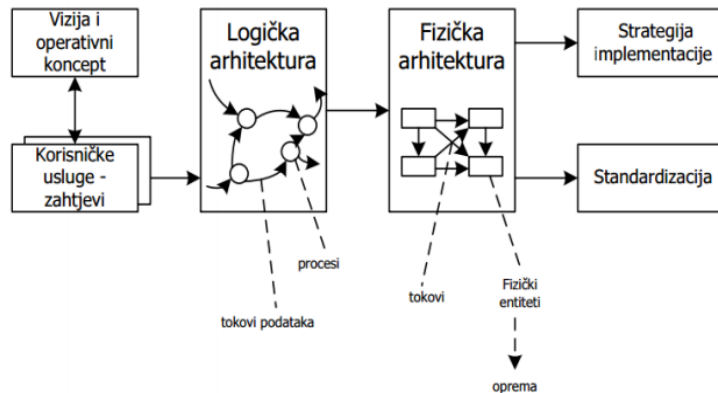 Vizija i
operativni
koncept
Korisničke
usluge -
zahtjevi
Logička
arhitektura
procesi
tokovi podataka
Fizička
arhitektura
tokovi
Fizički
entiteti
oprema
Strategija
implementacije
Standardizacija